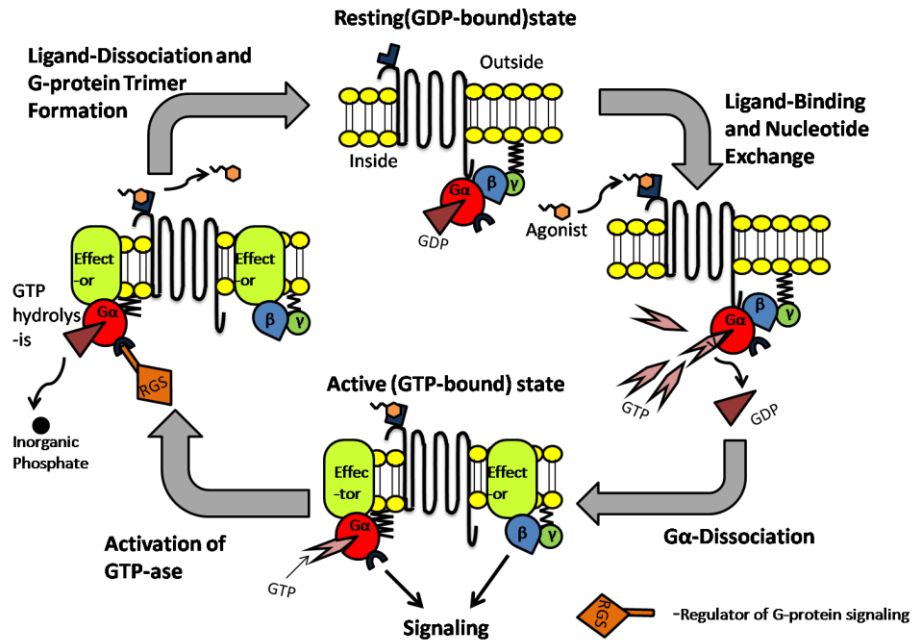 Resting(GDP-bound)state
Ligand-Dissociation and
G-protein Trimer
Formation
Outside
Inside
Gα
β
γ
GDP
Ligand-Binding
and Nucleotide
Exchange
Agonist
Gα
β
γ
GTP
GDP
Gα-Dissociation
Active (GTP-bound) state
Effec
-tor
Effect
-or
Gα
β
γ
GTP
Signaling
Activation of
GTP-ase
Effect
-or
Effect
-or
GTP
hydrolys
-is
Gα
β
γ
RGS
Inorganic
Phosphate
RGS
-Regulator of G-protein signaling